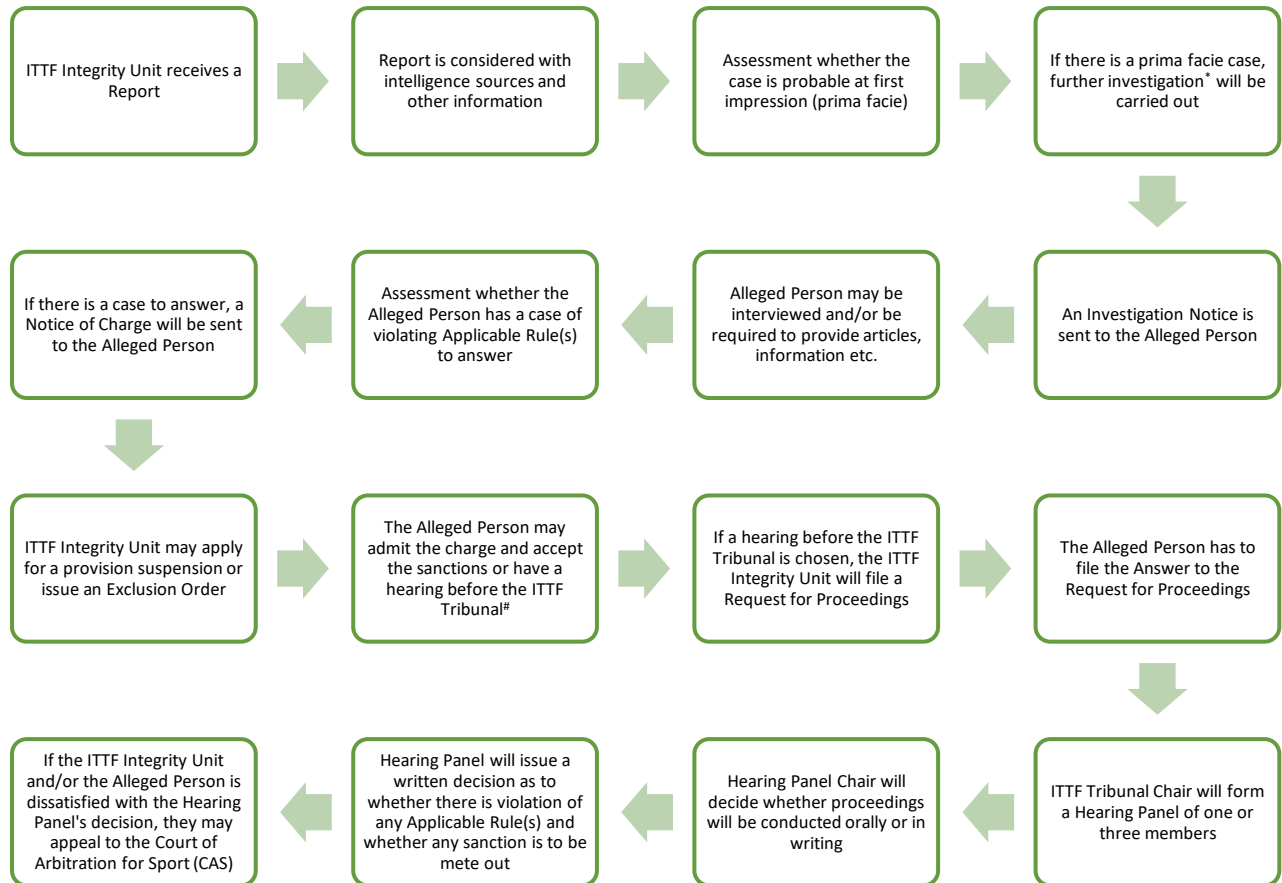 ITTF Integrity Unit receives a
Report
Report is considered with
intelligence sources and
other information
Assessment whether the
case is probable at first
impression (prima facie)
If there is a prima facie case,
further investigation* will be
carried out
An Investigation Notice is
sent to the Alleged Person
Alleged Person may be
interviewed and/or be
required to provide articles,
information etc.
Assessment whether the
Alleged Person has a case of
violating Applicable Rule(s)
to answer
If there is a case to answer, a
Notice of Charge will be sent
to the Alleged Person
ITTF Integrity Unit may apply
for a provision suspension or
issue an Exclusion Order
The Alleged Person may
admit the charge and accept
the sanctions or have a
hearing before the ITTF
Tribunal#
If a hearing before the ITTF
Tribunal is chosen, the ITTF
Integrity Unit will file a
Request for Proceedings
The Alleged Person has to
file the Answer to the
Request for Proceedings
ITTF Tribunal Chair will form
a Hearing Panel of one or
three members
Hearing Panel Chair will
decide whether proceedings
will be conducted orally or in
writing
Hearing Panel will issue a
written decision as to
whether there is violation of
any Applicable Rule(s) and
whether any sanction is to be
mete out
If the ITTF Integrity Unit
and/or the Alleged Person is
dissatisfied with the Hearing
Panel's decision, they may
appeal to the Court of
Arbitration for Sport (CAS)